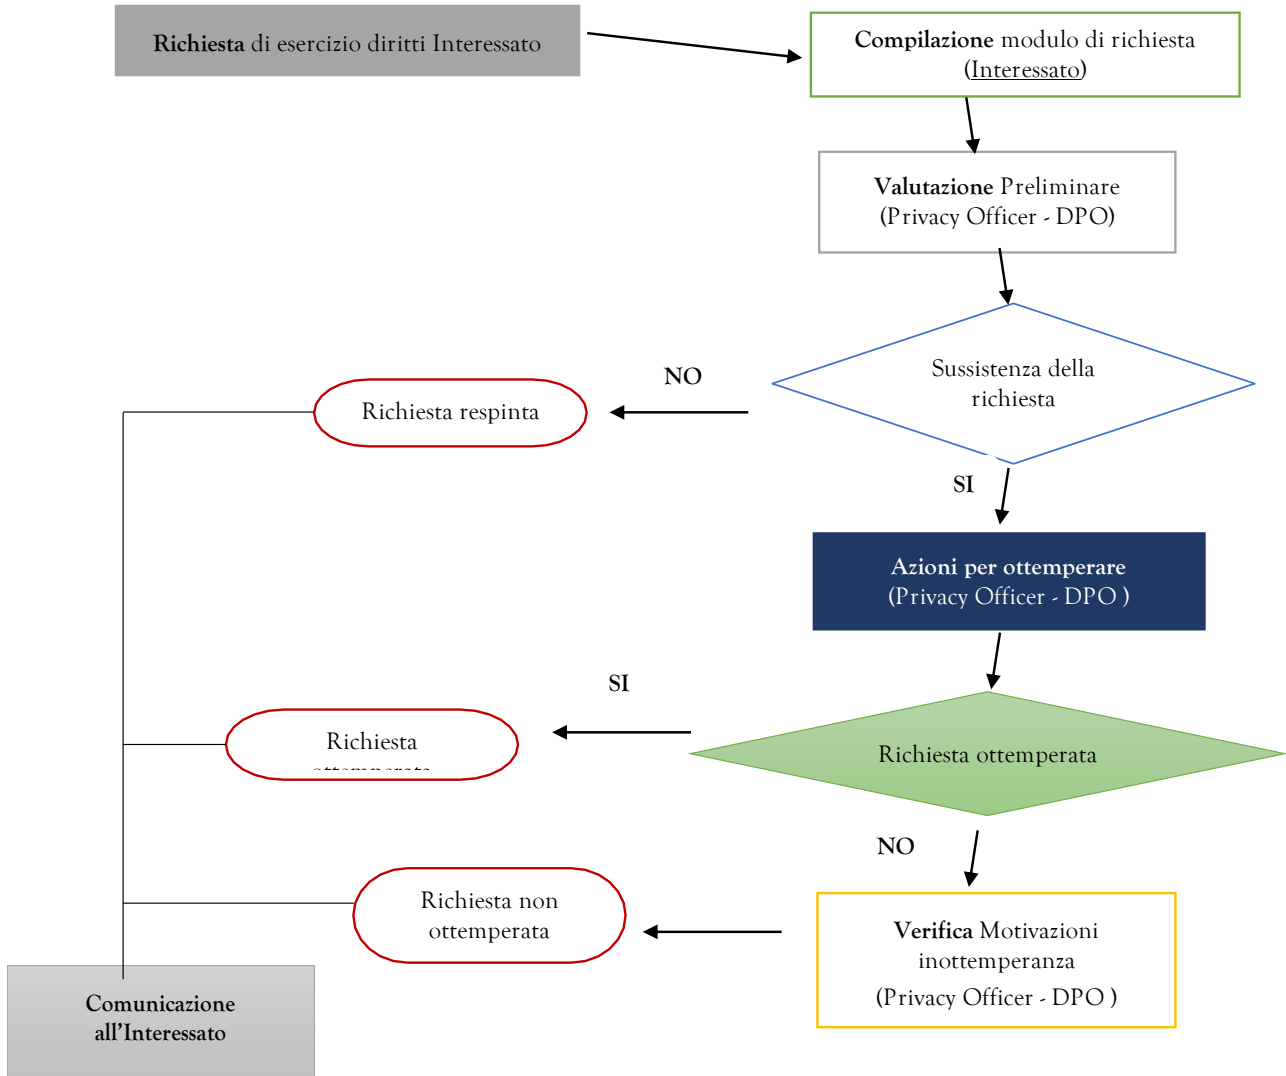 Richiesta di esercizio diritti Interessato
Compilazione modulo di richiesta
(Interessato)
Valutazione Preliminare
(Privacy Officer - DPO)
Sussistenza della
richiesta
NO
Richiesta respinta
SI
Azioni per ottemperare
(Privacy Officer - DPO )
SI
Richiesta
Richiesta ottemperata
NO
Richiesta non
ottemperata
Verifica Motivazioni
inottemperanza
(Privacy Officer - DPO )
Comunicazione
all’Interessato